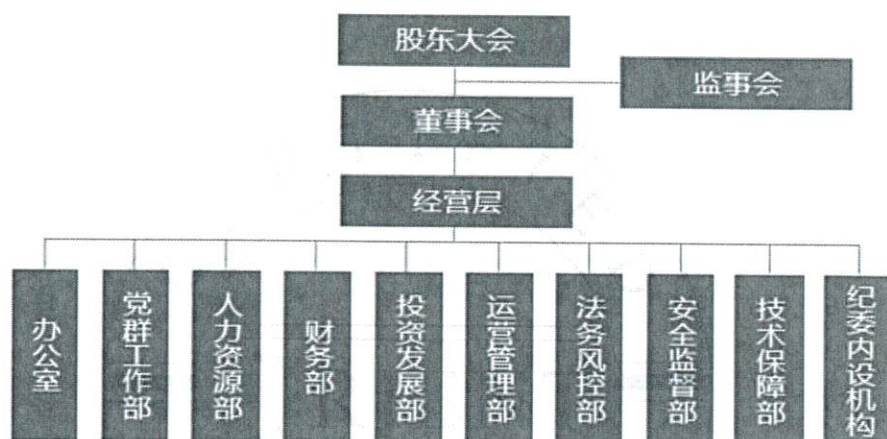 股东大会
监事会
董事会
经营层
办公室
党群工作部
人力资源部
财务部
投资发展部
运营管理部
法务风控部
安全监督部
技术保障部
纪委内设机构